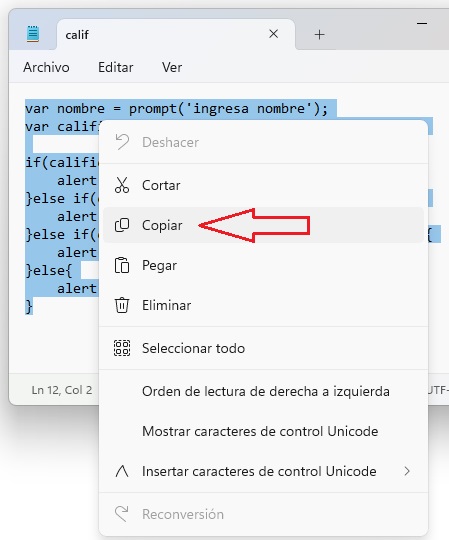 calif
Archivo Editar Ver
var nombre = prompt('ingresa nombre');
var califi
if(califi
alert
}else if(
alert
}else if( {
alert
}else{
alert
}
Deshacer
Cortar
Copiar
Pegar
Eliminar
Seleccionar todo
Orden de lectura de derecha a izquierda
Mostrar caracteres de control Unicode
Insertar caracteres de control Unicode
Reconversión
Ln 12, Col 2
UTF-